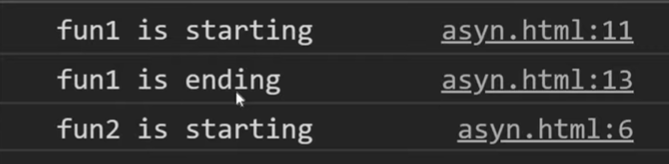 fun1 is starting asyn.html:11
fun1 is ending asyn.html:13
fun2 is starting asyn.html:6